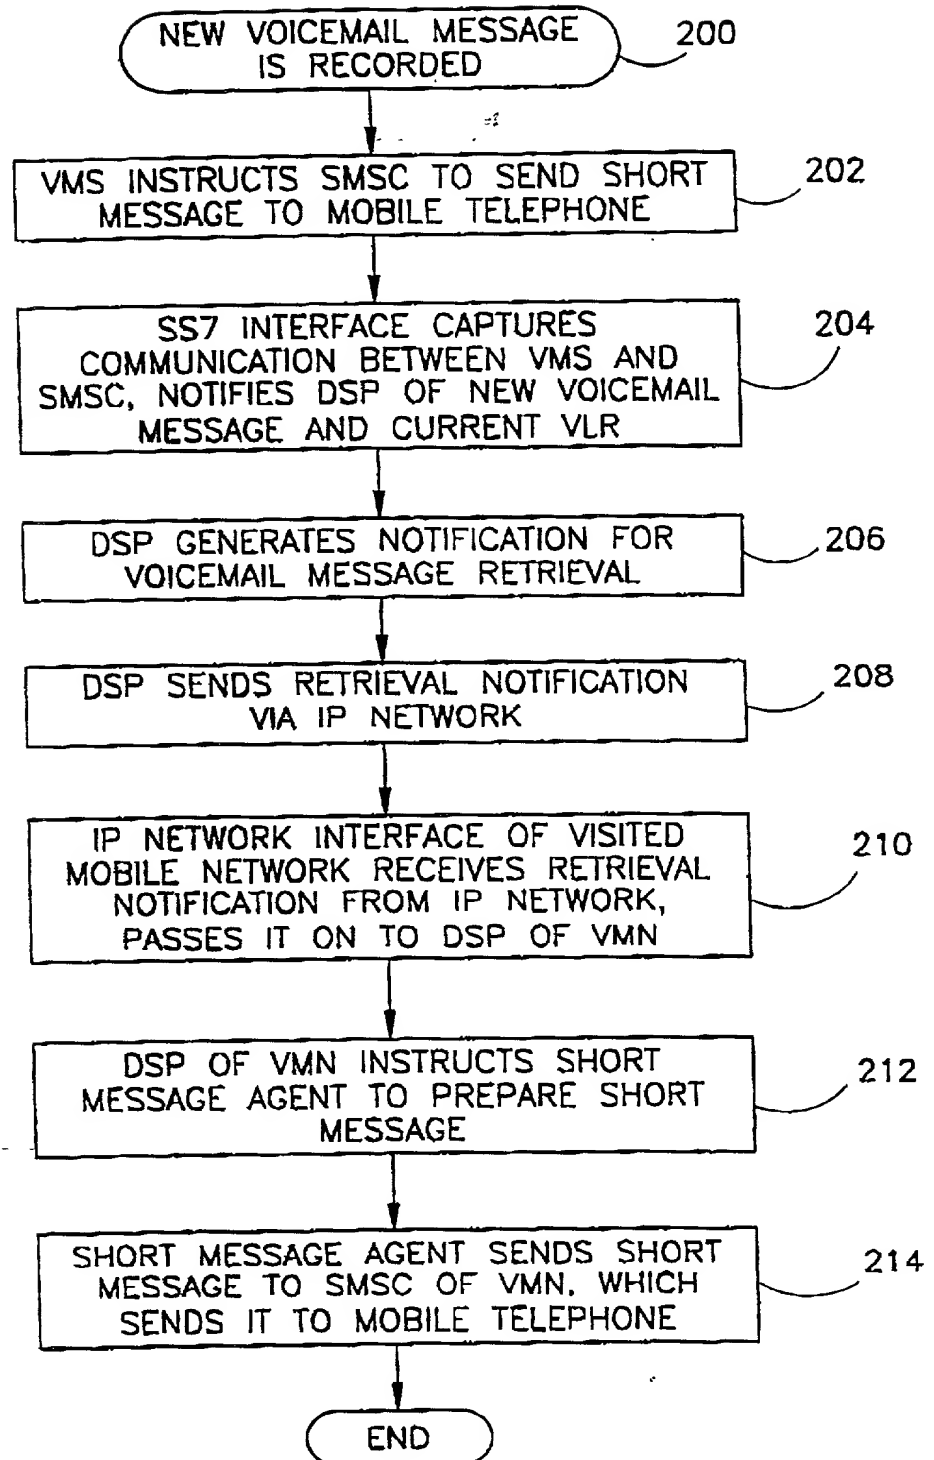 NEW VOICEMAIL MESSAGE
IS RECORDED
200
VMS INSTRUCTS SMSC TO SEND SHORT
MESSAGE TO MOBILE TELEPHONE
202
SS7 INTERFACE CAPTURES
COMMUNICATION BETWEEN VMS AND
SMSC, NOTIFIES DSP OF NEW VOICEMAIL
MESSAGE AND CURRENT VLR
204
DSP GENERATES NOTIFICATION FOR
VOICEMAIL MESSAGE RETRIEVAL
206
DSP SENDS RETRIEVAL NOTIFICATION
VIA IP NETWORK
208
IP NETWORK INTERFACE OF VISITED
MOBILE NETWORK RECEIVES RETRIEVAL
NOTIFICATION FROM IP NETWORK,
PASSES IT ON TO DSP OF VMN
210
DSP OF VMN INSTRUCTS SHORT
MESSAGE AGENT TO PREPARE SHORT
MESSAGE
212
SHORT MESSAGE AGENT SENDS SHORT
MESSAGE TO SMSC OF VMN, WHICH
SENDS IT TO MOBILE TELEPHONE
214
END